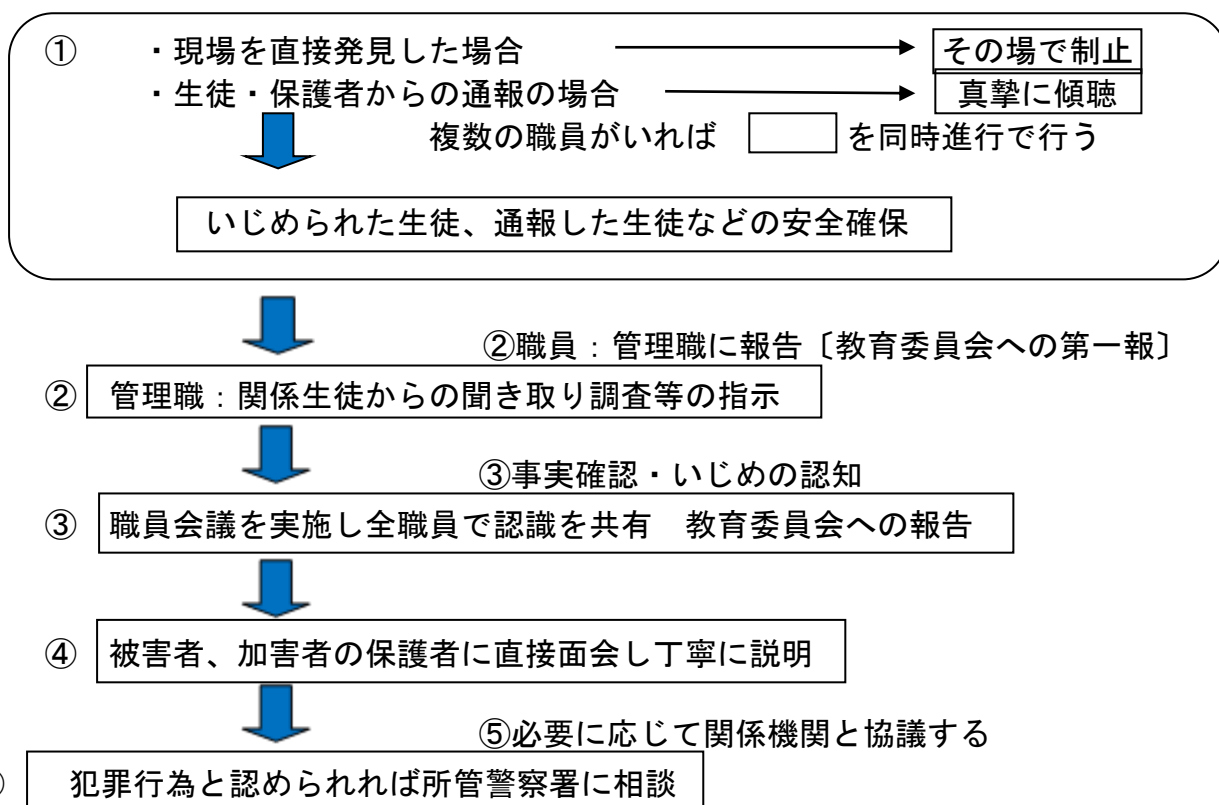 ① ・現場を直接発見した場合 その場で制止
・生徒・保護者からの通報の場合 真摯に傾聴
複数の職員がいれば を同時進行で行う
いじめられた生徒、通報した生徒などの安全確保
②職員：管理職に報告〔教育委員会への第一報〕
② 管理職：関係生徒からの聞き取り調査等の指示
③事実確認・いじめの認知
③ 職員会議を実施し全職員で認識を共有 教育委員会への報告
④ 被害者、加害者の保護者に直接面会し丁寧に説明
⑤必要に応じて関係機関と協議する
犯罪行為と認められれば所管警察署に相談